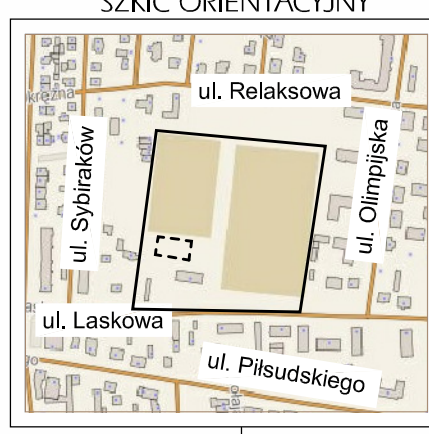 SZKIC ORIENTACYJNY
ul. Relaksowa
ul. Sybiraków
ul. Olimpijska
ul. Laskowa
ul. Piłsudskiego